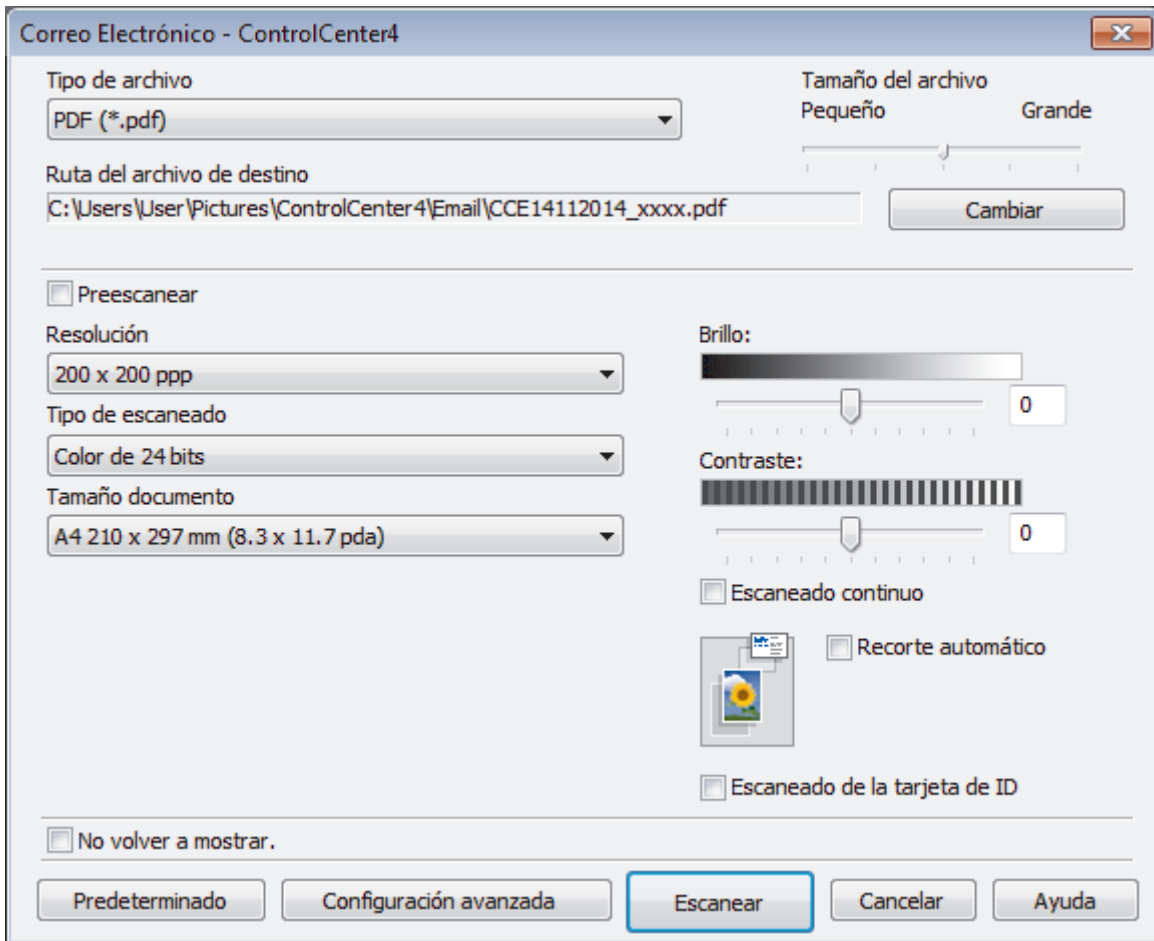 Correo Electrónico - ControlCenter4
Tipo de archivo
PDF (*.pdf)
Tamaño del archivo
Pequeño Grande
Ruta del archivo de destino
C:\Users\User\Pictures\ControlCenter4\Email\CCE14112014_xxxx.pdf
Cambiar
Preescanear
Resolución
200 x 200 ppp
Tipo de escaneado
Color de 24 bits
Tamaño documento
A4 210 x 297 mm (8.3 x 11.7 pda)
Brillo:
0
Contraste:
0
Escaneado continuo
Recorte automático
Escaneado de la tarjeta de ID
No volver a mostrar.
Predeterminado Configuración avanzada Escanear Cancelar Ayuda